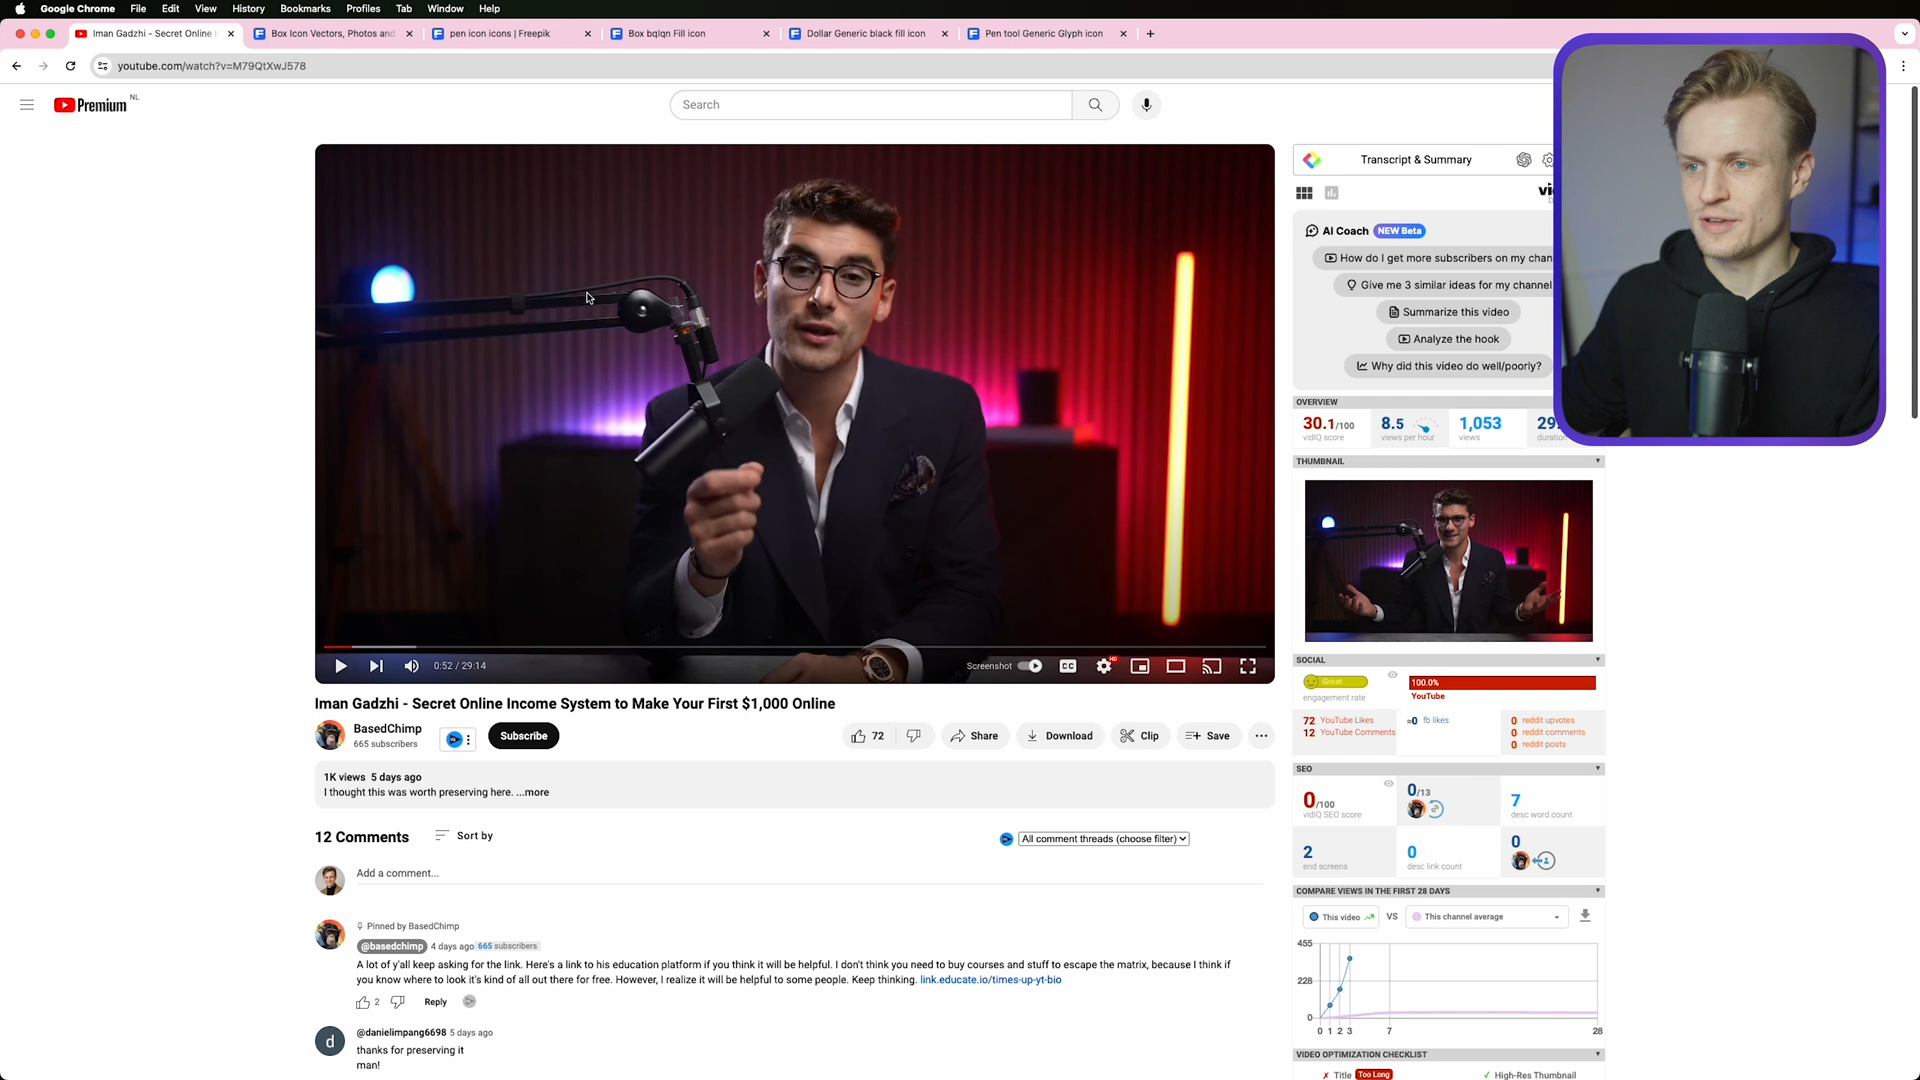 Google Chrome File Edit View History Bookmarks Profiles Tab Window Help
Iman Gadzhi - Secret Online
Box Icon Vectors, Photos and
pen icon icons | Freepik
Box bqlqn Fill icon
Dollar Generic black fill icon
Pen tool Generic Glyph icon
youtube.com/watch?v=M79QtXwJ578
Premium NL
Search
Transcript & Summary
AI Coach NEW Beta
How do I get more subscribers on my chan
Give me 3 similar ideas for my channel
Summarize this video
Analyze the hook
Why did this video do well/poorly?
OVERVIEW
30.1/100
vidIQ score
8.5
views per hour
1,053
views
29
duration
THUMBNAIL
0:52 / 29:14
Screenshot
CC
HD
Iman Gadzhi - Secret Online Income System to Make Your First $1,000 Online
BasedChimp
665 subscribers
Subscribe
72
Share
Download
Clip
Save
1K views 5 days ago
I thought this was worth preserving here. ...more
12 Comments
Sort by
All comment threads (choose filter)
Add a comment...
Pinned by BasedChimp
@basedchimp 4 days ago 665 subscribers
A lot of y'all keep asking for the link. Here's a link to his education platform if you think it will be helpful. I don't think you need to buy courses and stuff to escape the matrix, because I think if
you know where to look it's kind of all out there for free. However, I realize it will be helpful to some people. Keep thinking. link.educate.io/times-up-yt-bio
2
Reply
d
@danielimpang6698 5 days ago
thanks for preserving it
man!
SOCIAL
Great
engagement rate
100.0%
YouTube
72 YouTube Likes
12 YouTube Comments
≈0 fb likes
0 reddit upvotes
0 reddit comments
0 reddit posts
SEO
0/100
vidIQ SEO score
0/13
7
desc word count
2
end screens
0
desc link count
0
COMPARE VIEWS IN THE FIRST 28 DAYS
This video
VS
This channel average
455
228
0
0 1 2 3 7 28
VIDEO OPTIMIZATION CHECKLIST
✗ Title Too Long
✓ High-Res Thumbnail